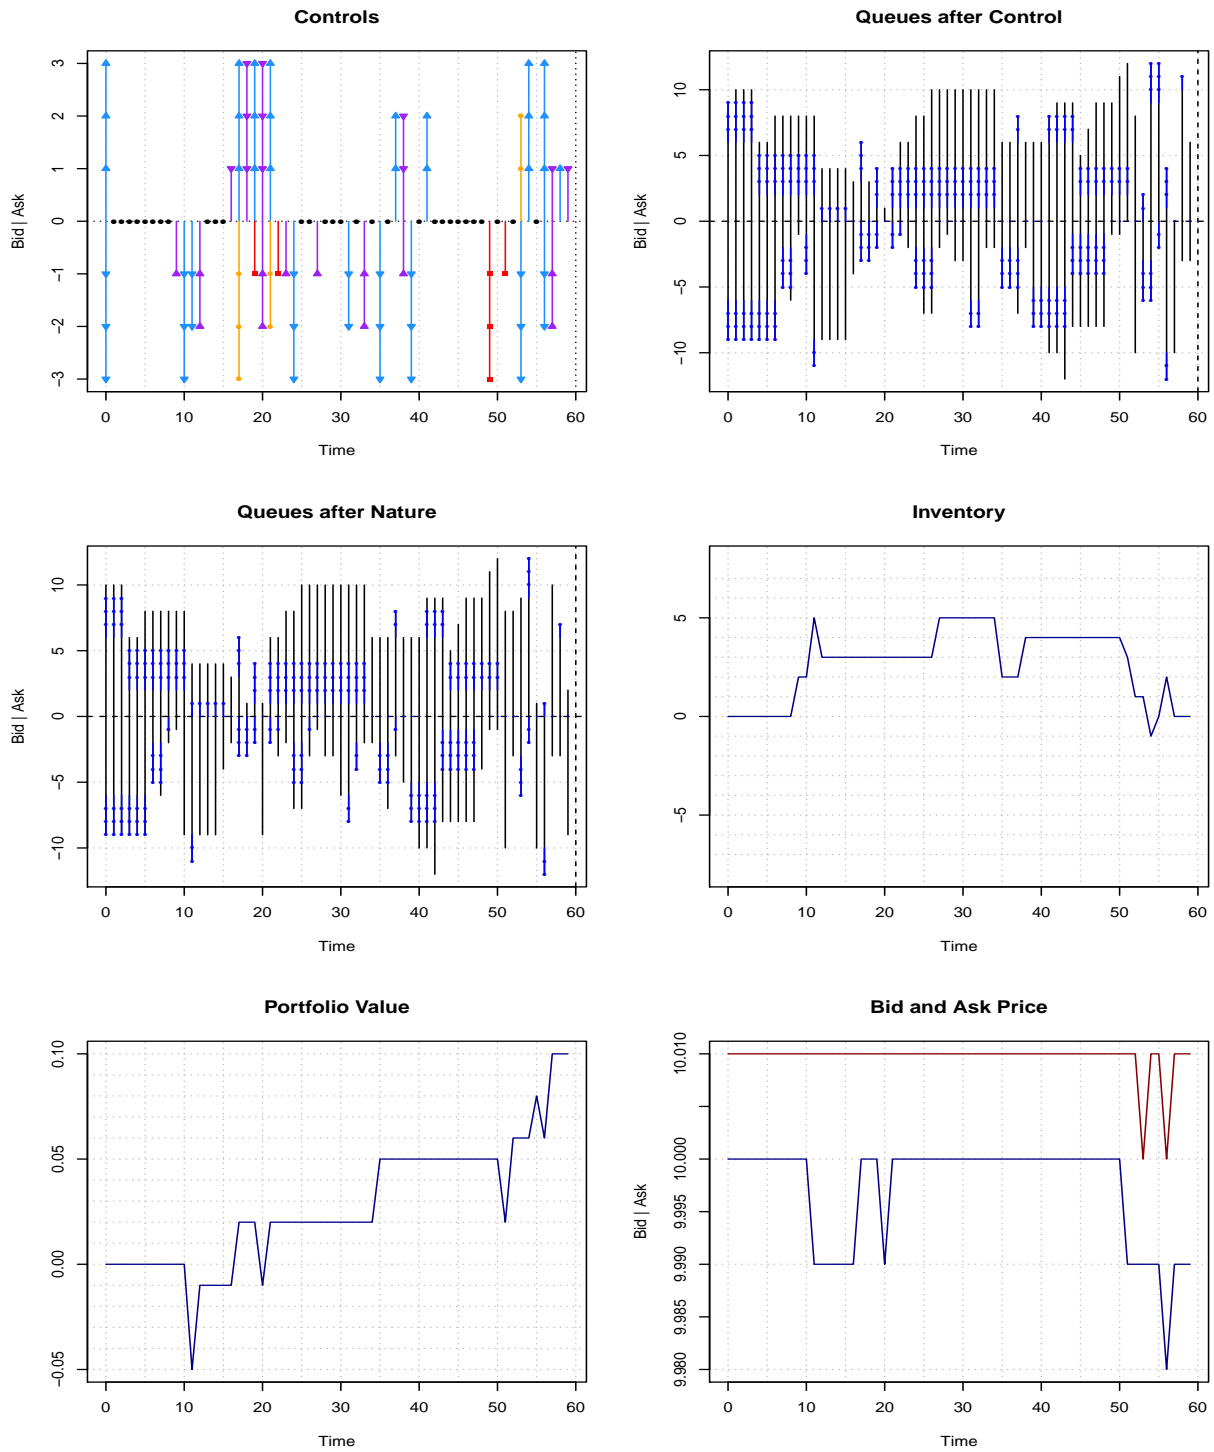 Controls
3
2
1
0
-1
-2
-3
Bid | Ask
0 10 20 30 40 50 60
Time
Queues after Control
10
5
0
−5
−10
Bid | Ask
0 10 20 30 40 50 60
Time
Queues after Nature
10
5
0
−5
−10
Bid | Ask
0 10 20 30 40 50 60
Time
Inventory
5
0
−5
0 10 20 30 40 50 60
Time
Portfolio Value
0.10
0.05
0.00
−0.05
0 10 20 30 40 50 60
Time
Bid and Ask Price
10.010
10.000
9.995
9.990
9.985
9.980
Bid | Ask
0 10 20 30 40 50 60
Time